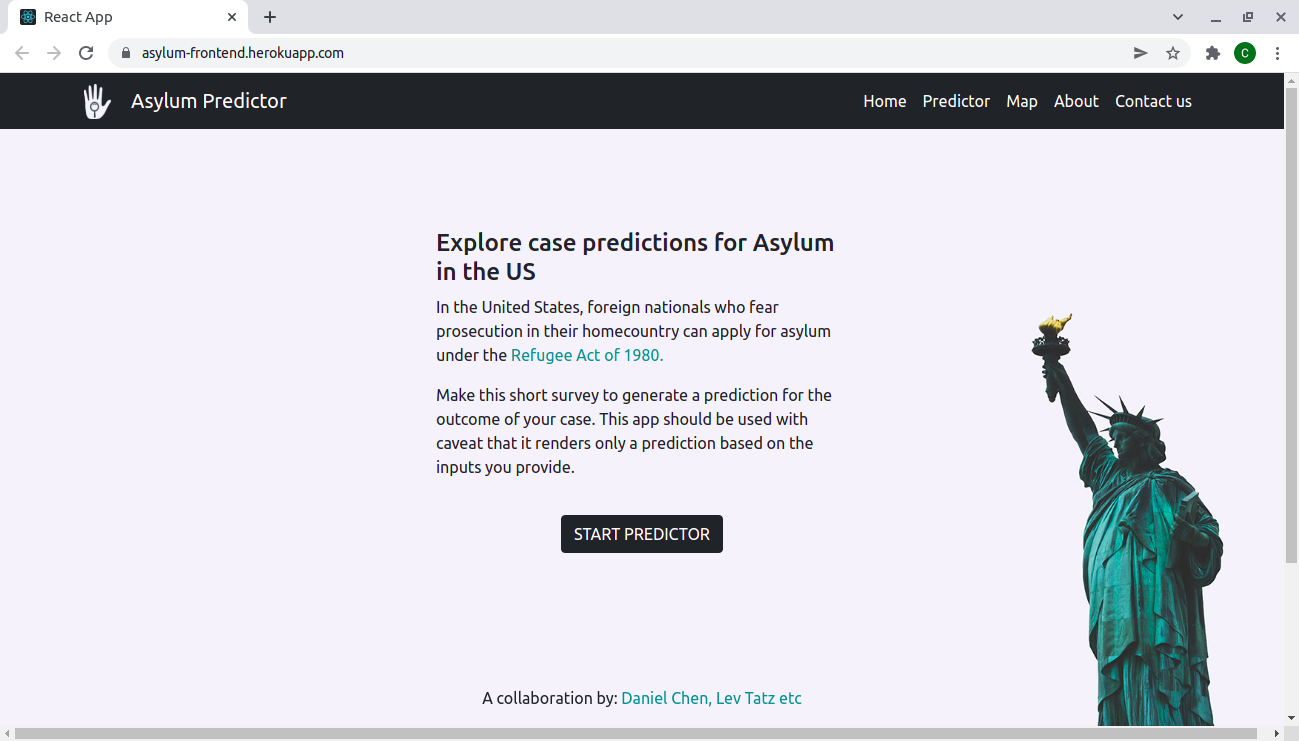 React App
asylum-frontend.herokuapp.com
C
Asylum Predictor
Home Predictor Map About Contact us
Explore case predictions for Asylum
in the US
In the United States, foreign nationals who fear
prosecution in their homecountry can apply for asylum
under the Refugee Act of 1980.
Make this short survey to generate a prediction for the
outcome of your case. This app should be used with
caveat that it renders only a prediction based on the
inputs you provide.
START PREDICTOR
A collaboration by: Daniel Chen, Lev Tatz etc